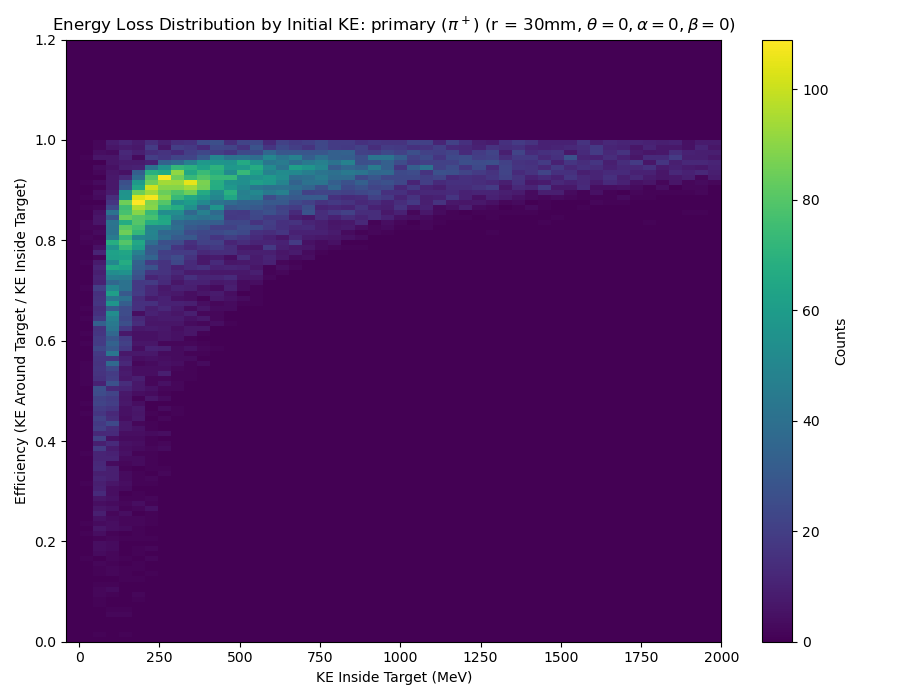 Energy Loss Distribution by Initial KE: primary (π⁺) (r = 30mm, θ = 0, α = 0, β = 0)
Efficiency (KE Around Target / KE Inside Target)
1.2
1.0
0.8
0.6
0.4
0.2
0.0
0 250 500 750 1000 1250 1500 1750 2000
KE Inside Target (MeV)
100
80
60
40
20
0
Counts